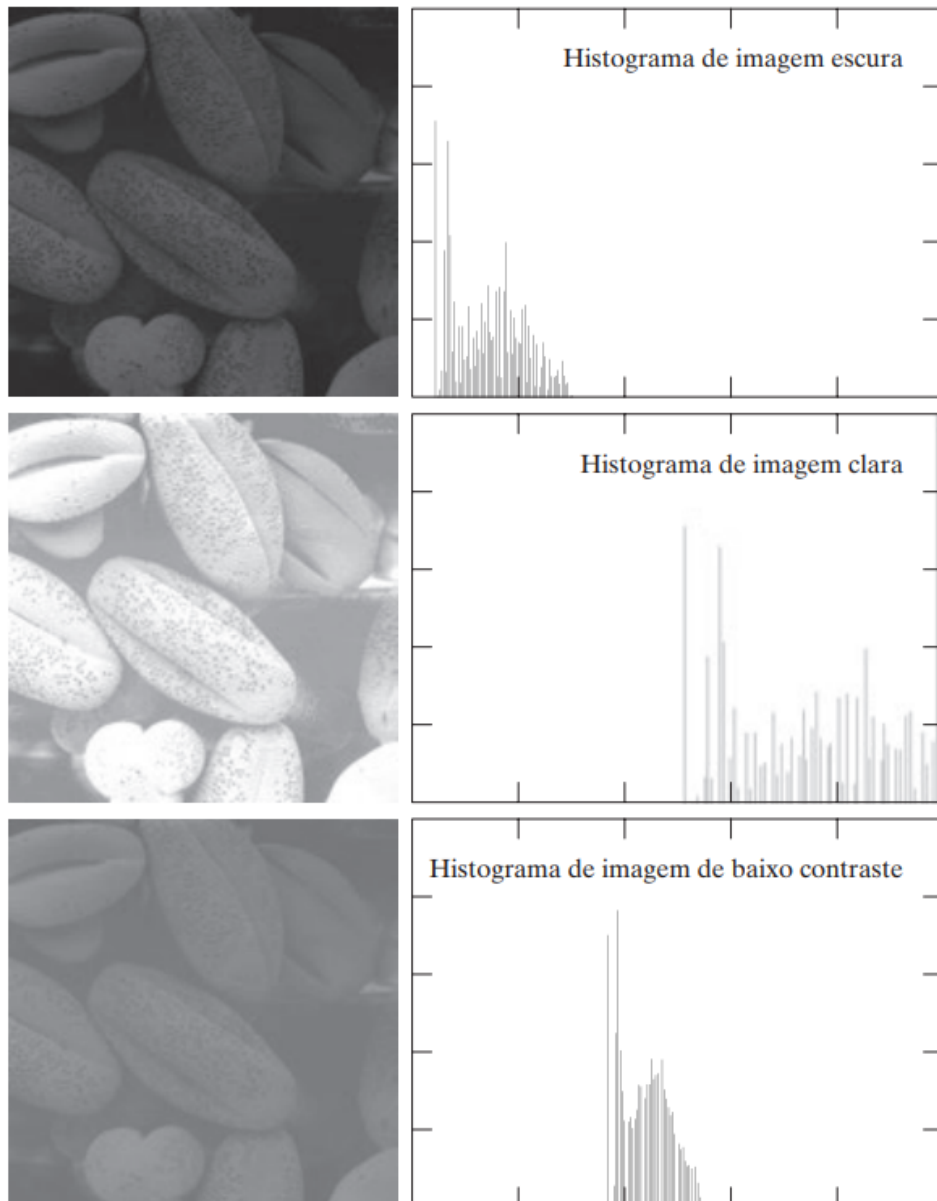 Histograma de imagem escura
Histograma de imagem clara
Histograma de imagem de baixo contraste